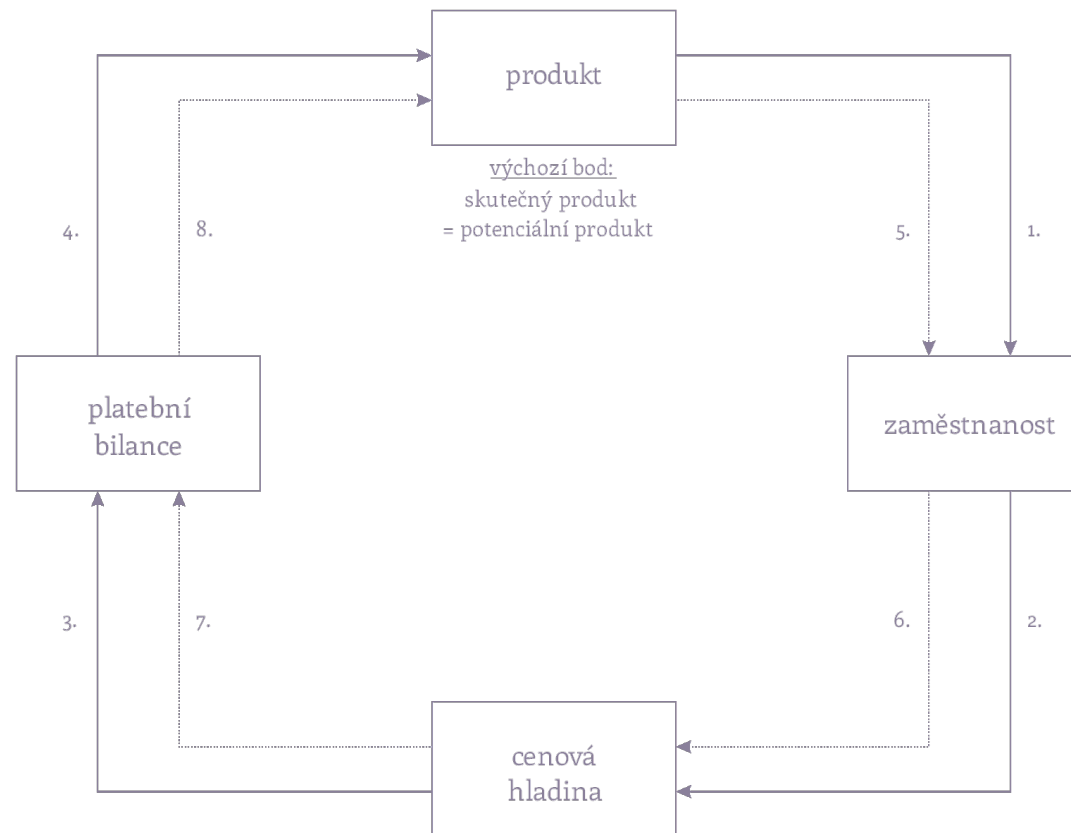 produkt
výchozí bod:
skutečný produkt
= potenciální produkt
4.
8.
5.
1.
platební
bilance
zaměstnanost
3.
7.
6.
2.
cenová
hladina